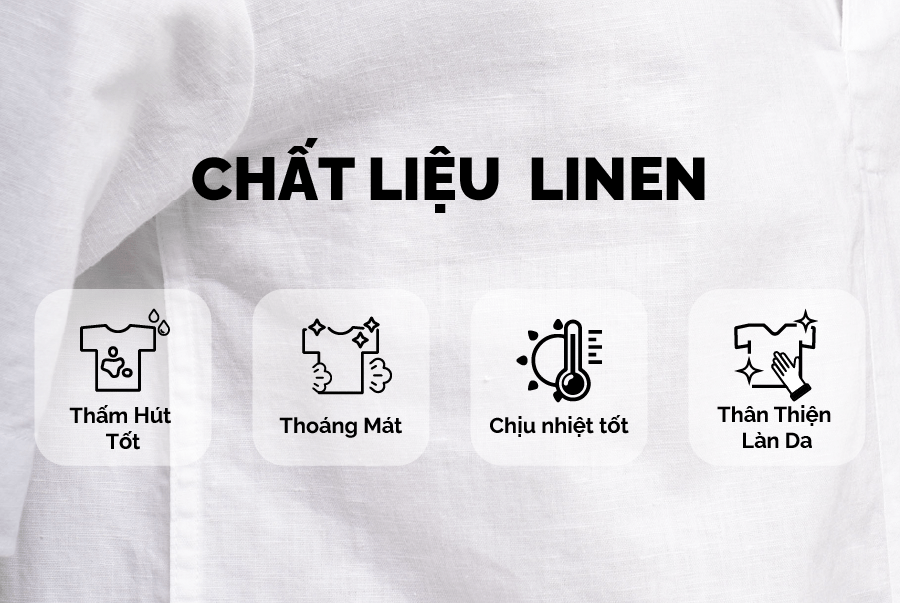 CHẤT LIỆU LINEN
Thấm Hút
Tốt
Thoáng Mát
Chịu nhiệt tốt
Thân Thiện
Làn Da